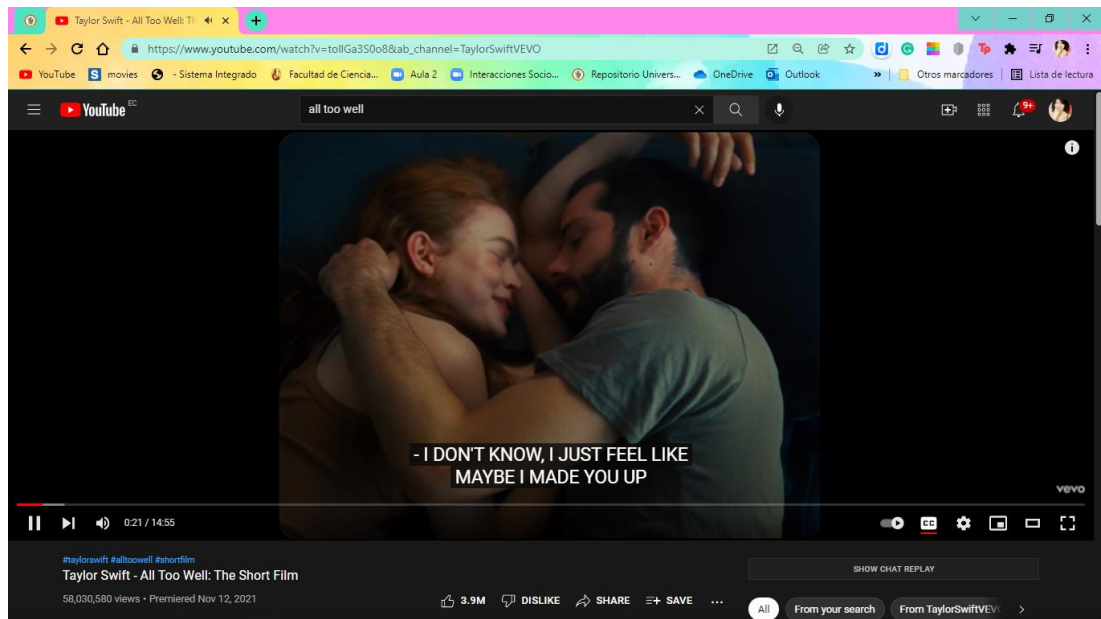 Taylor Swift - All Too Well: Th
https://www.youtube.com/watch?v=tollGa3S0o8&ab_channel=TaylorSwiftVEVO
YouTube S movies - Sistema Integrado Facultad de Ciencia... Aula 2 Interacciones Socio... Repositorio Univers... OneDrive Outlook » Otros marcadores Lista de lectura
YouTube EC all too well 9+
- I DON'T KNOW, I JUST FEEL LIKE
MAYBE I MADE YOU UP
vevo
0:21 / 14:55 CC
#taylorswift #alltoowell #shortfilm
Taylor Swift - All Too Well: The Short Film
SHOW CHAT REPLAY
58,030,580 views • Premiered Nov 12, 2021 3.9M DISLIKE SHARE SAVE ...
All From your search From TaylorSwiftVEV